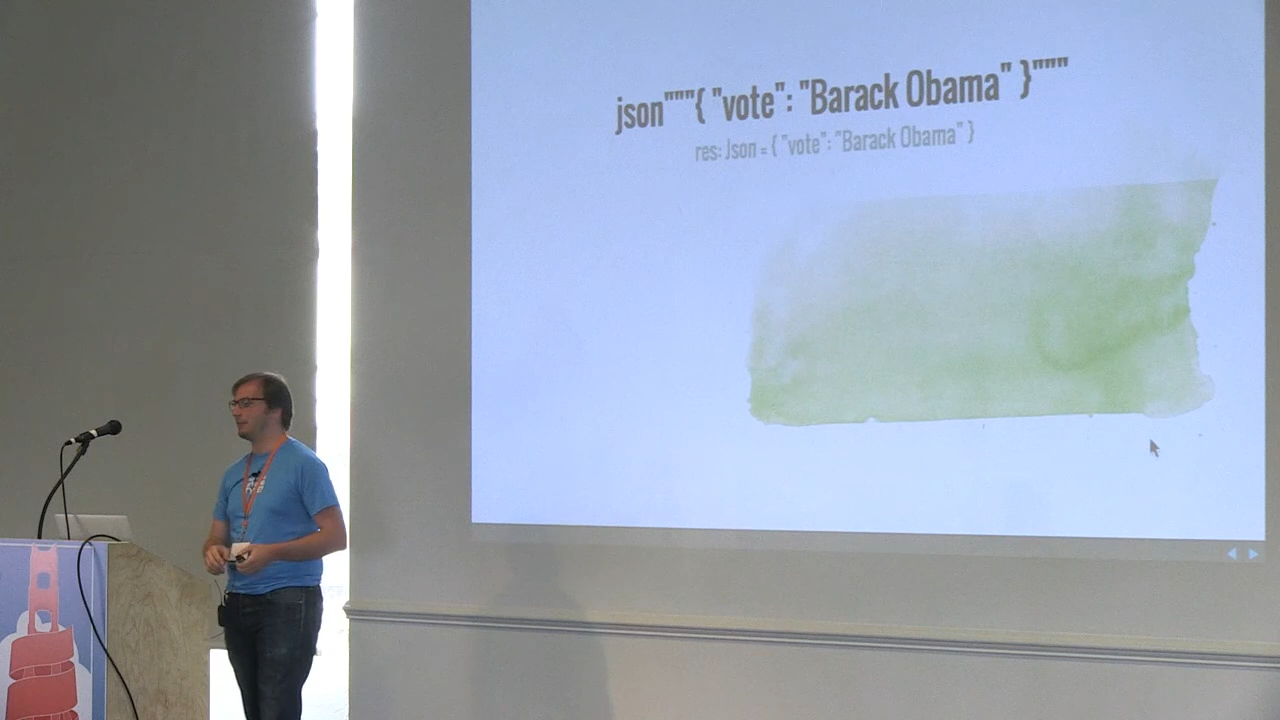 json"""{ "vote": "Barack Obama" }"""
res: Json = { "vote": "Barack Obama" }